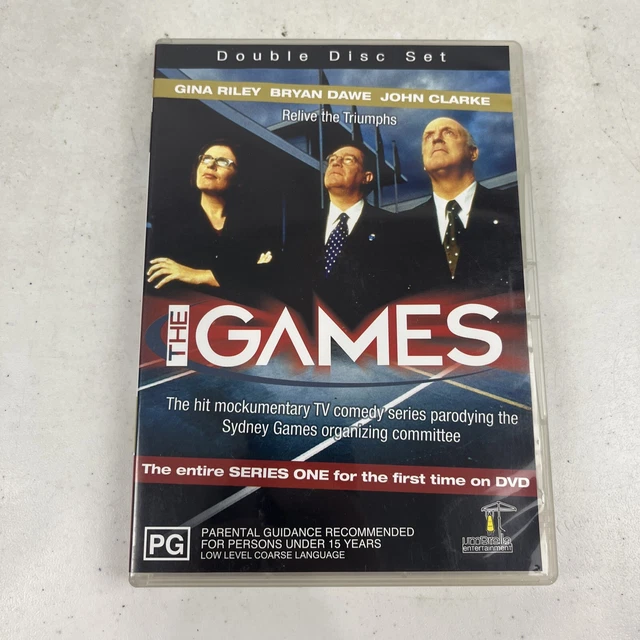 Double Disc Set
GINA RILEY BRYAN DAWE JOHN CLARKE
Relive the Triumphs
THE GAMES
The hit mockumentary TV comedy series parodying the
Sydney Games organizing committee
The entire SERIES ONE for the first time on DVD
PG
PARENTAL GUIDANCE RECOMMENDED
FOR PERSONS UNDER 15 YEARS
LOW LEVEL COARSE LANGUAGE
umbrella
entertainment